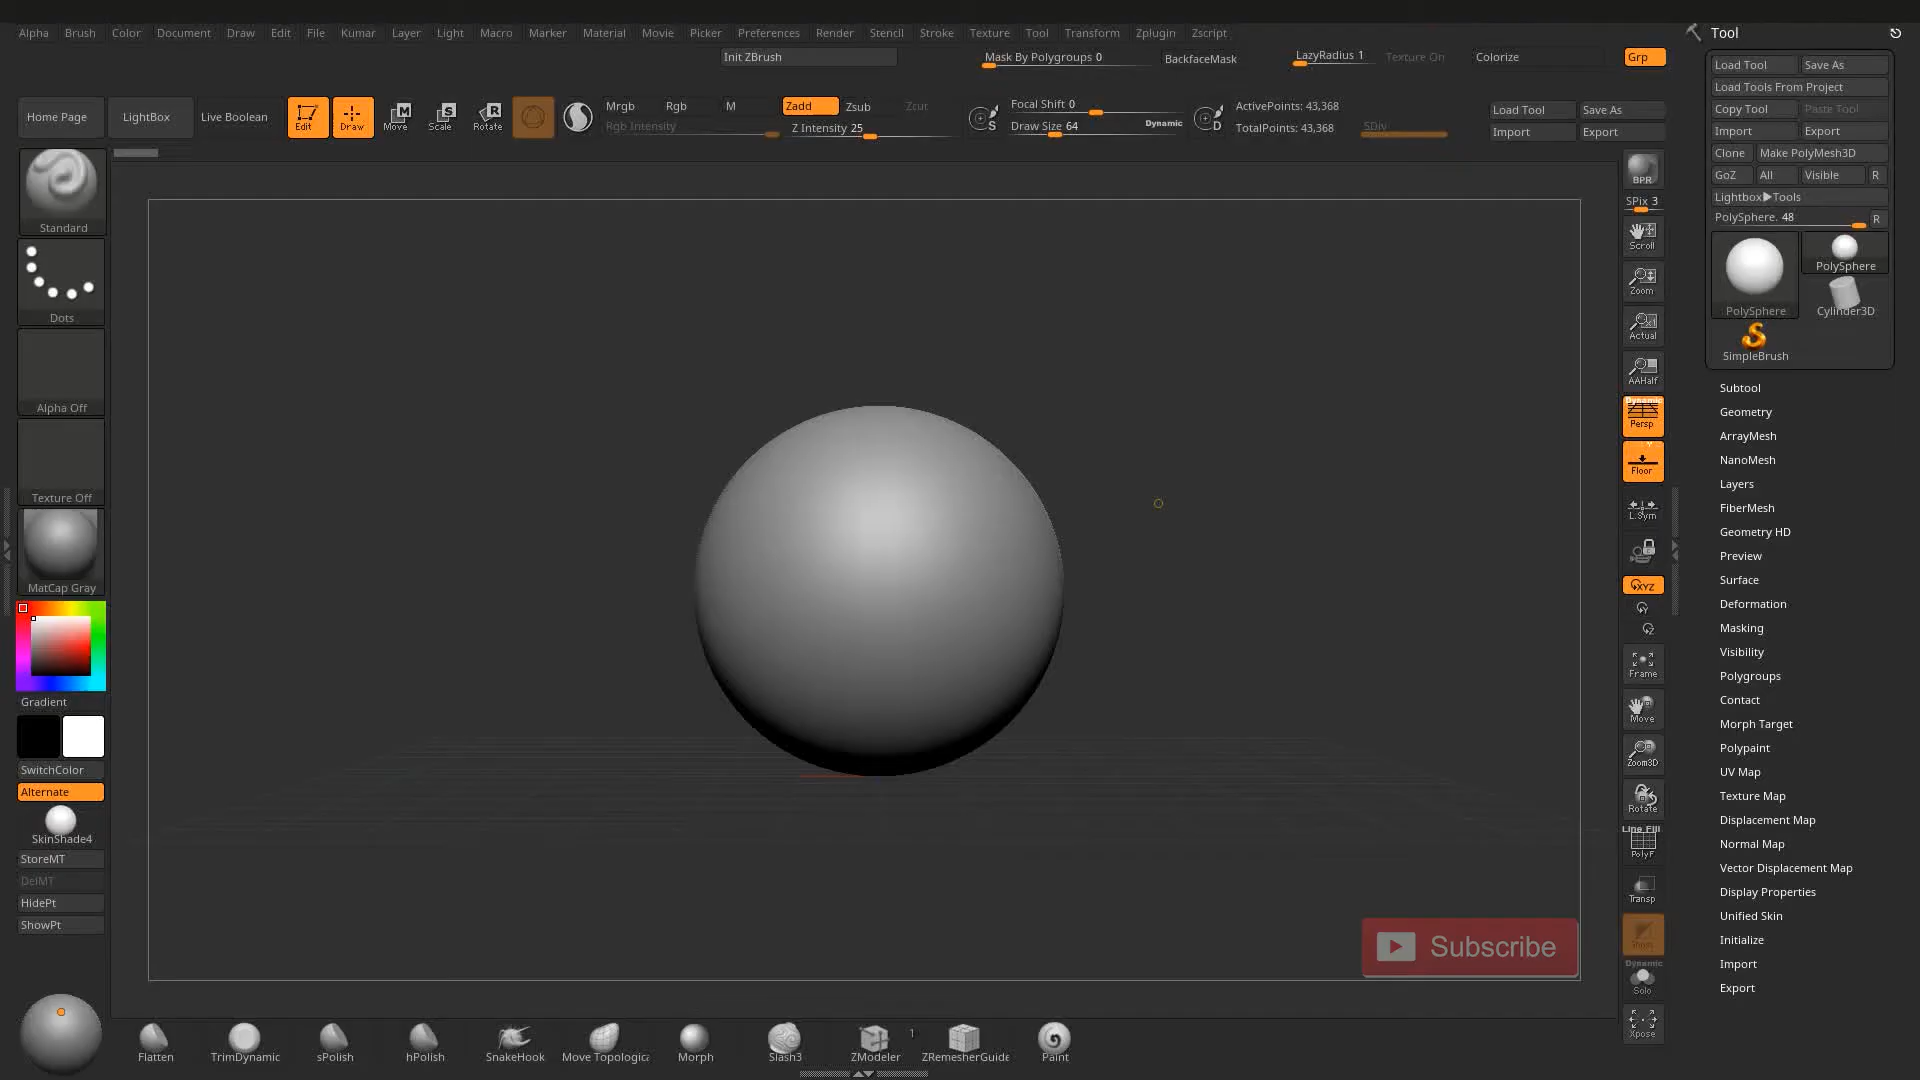 Alpha Brush Color Document Draw Edit File Kumar Layer Light Macro Marker Material Movie Picker Preferences Render Stencil Stroke Texture Tool Transform Zplugin Zscript
Tool
Init ZBrush
Mask By Polygroups 0
BackfaceMask
LazyRadius 1
Texture On
Colorize
Grp
Home Page
LightBox
Live Boolean
Edit
Draw
Move
Scale
Rotate
Mrgb Rgb M
Rgb Intensity
Zadd Zsub Zcut
Z Intensity 25
Focal Shift 0
Draw Size 64
Dynamic
ActivePoints: 43,368
TotalPoints: 43,368
SDiv
Load Tool Save As
Import Export
Standard
Dots
Alpha Off
Texture Off
MatCap Gray
Gradient
SwitchColor
Alternate
SkinShade4
StoreMT
DelMT
HidePt
ShowPt
BPR
SPix 3
Scroll
Zoom
Actual
AAHalf
Dynamic
Persp
Floor
L.Sym
XYZ
Y
Z
Frame
Move
Zoom3D
Rotate
Line Fill
PolyF
Transp
Ghost
Dynamic
Solo
Xpose
Load Tool Save As
Load Tools From Project
Copy Tool Paste Tool
Import Export
Clone Make PolyMesh3D
GoZ All Visible R
Lightbox▶Tools
PolySphere. 48 R
PolySphere
PolySphere
Cylinder3D
SimpleBrush
Subtool
Geometry
ArrayMesh
NanoMesh
Layers
FiberMesh
Geometry HD
Preview
Surface
Deformation
Masking
Visibility
Polygroups
Contact
Morph Target
Polypaint
UV Map
Texture Map
Displacement Map
Normal Map
Vector Displacement Map
Display Properties
Unified Skin
Initialize
Import
Export
Subscribe
Flatten
TrimDynamic
sPolish
hPolish
SnakeHook
Move Topologica
Morph
Slash3
ZModeler
1
ZRemesherGuide
Paint